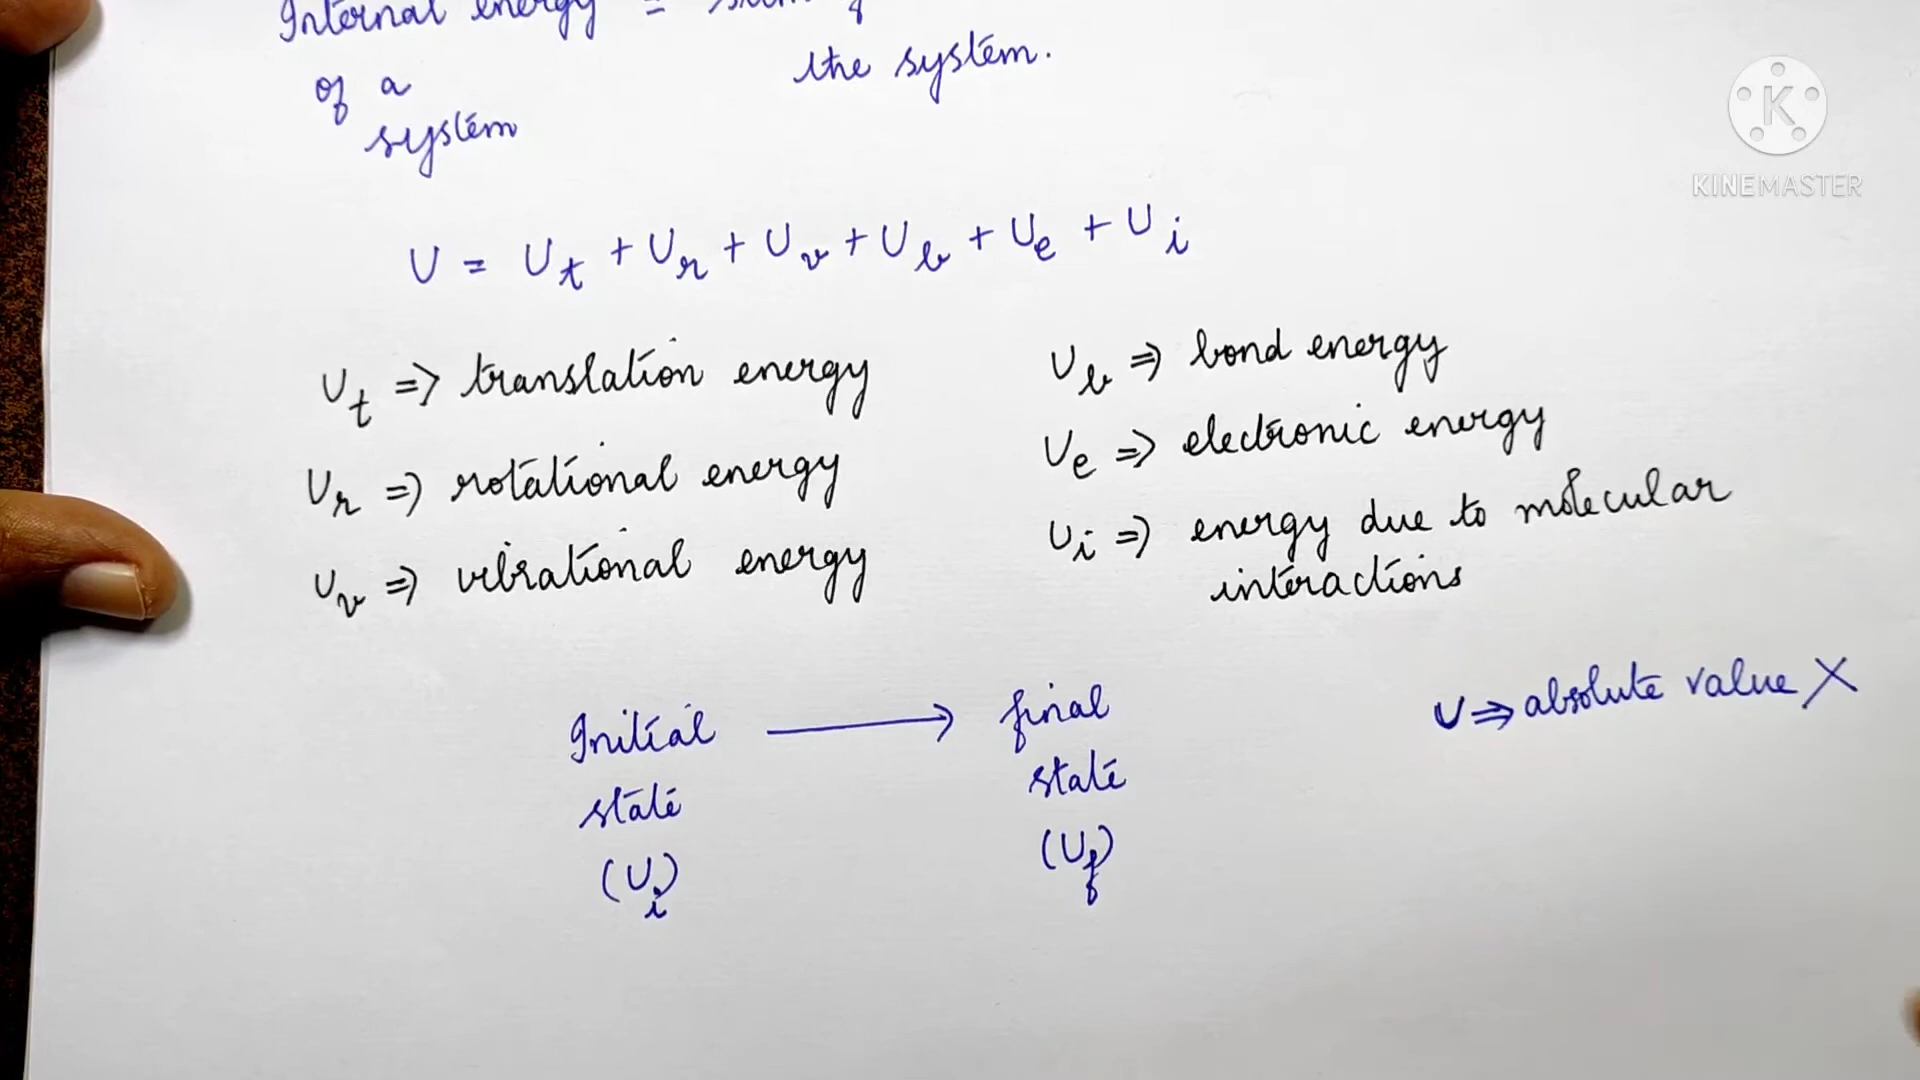 Internal energy =
of a the system.
system
U = Ut + Ur + Uv + Ub + Ue + Ui
Ut => translation energy
Ur => rotational energy
Uv => vibrational energy
Ub => bond energy
Ue => electronic energy
Ui => energy due to molecular
interactions
Initial → final
state state
(Ui) (Uf)
U => absolute value X
K
KINEMASTER